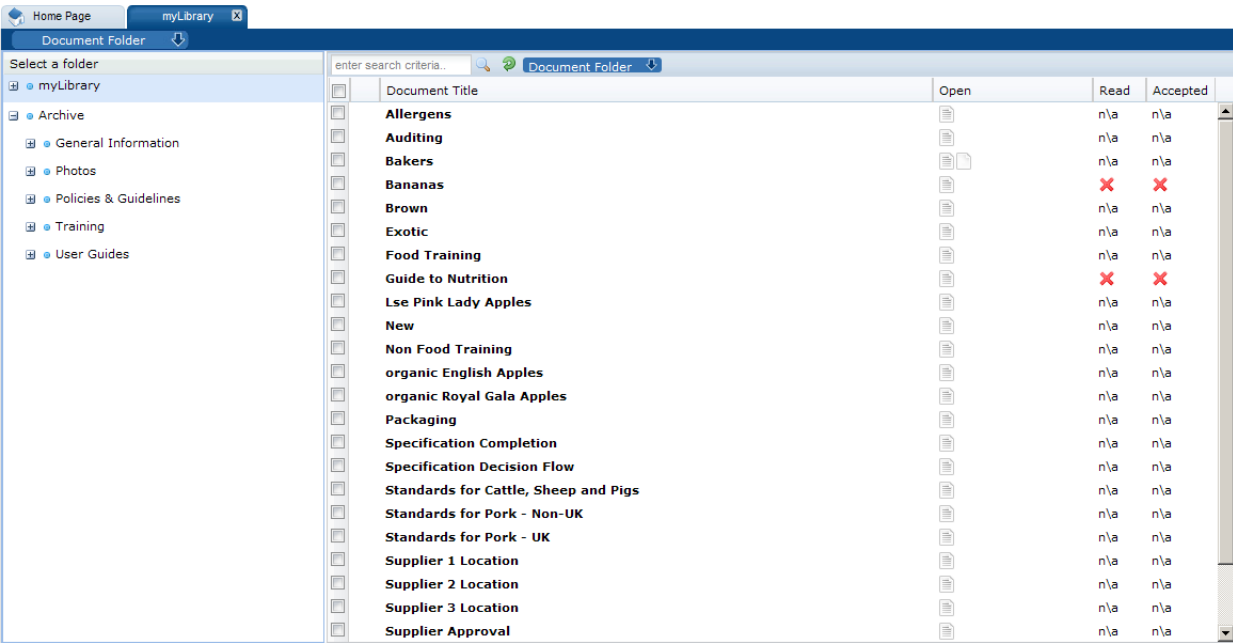 Home Page myLibrary X
Document Folder
Select a folder
myLibrary
Archive
General Information
Photos
Policies & Guidelines
Training
User Guides
enter search criteria.. Document Folder
Document Title Open Read Accepted
Allergens n\a n\a
Auditing n\a n\a
Bakers n\a n\a
Bananas
Brown n\a n\a
Exotic n\a n\a
Food Training n\a n\a
Guide to Nutrition
Lse Pink Lady Apples n\a n\a
New n\a n\a
Non Food Training n\a n\a
organic English Apples n\a n\a
organic Royal Gala Apples n\a n\a
Packaging n\a n\a
Specification Completion n\a n\a
Specification Decision Flow n\a n\a
Standards for Cattle, Sheep and Pigs n\a n\a
Standards for Pork - Non-UK n\a n\a
Standards for Pork - UK n\a n\a
Supplier 1 Location n\a n\a
Supplier 2 Location n\a n\a
Supplier 3 Location n\a n\a
Supplier Approval n\a n\a